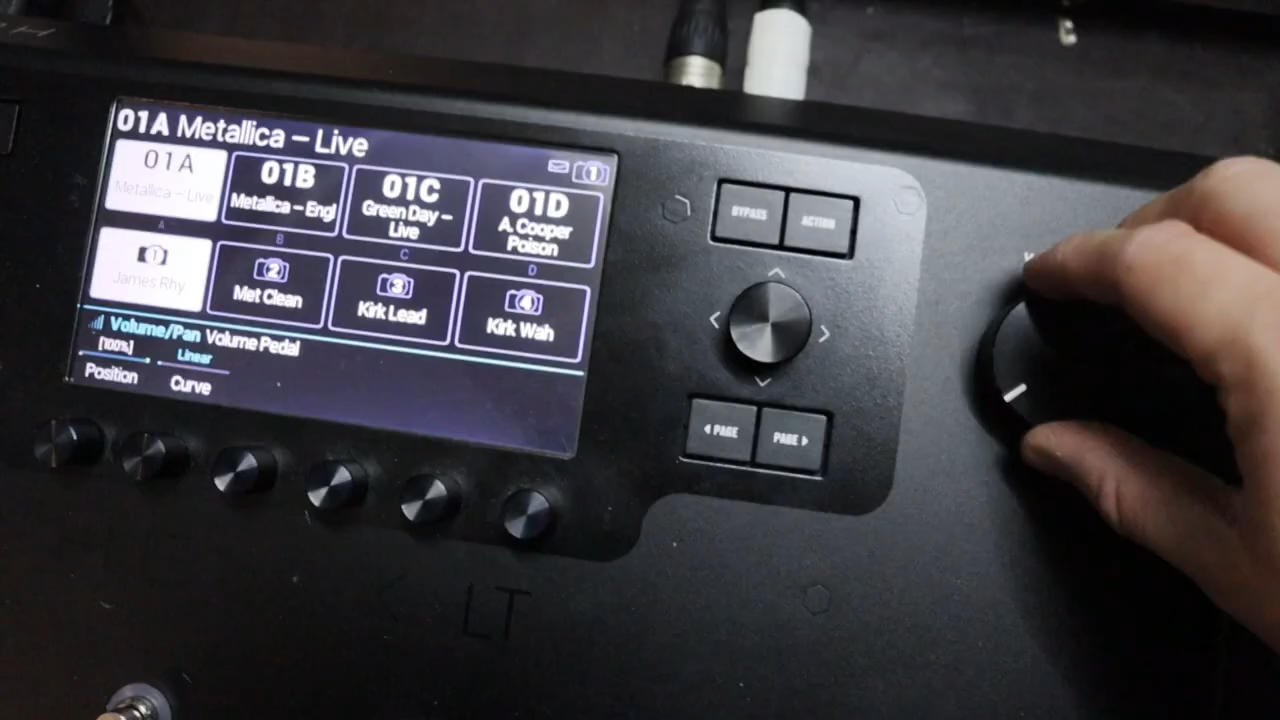 01A Metallica – Live
1
01A
Metallica – Live
01B
Metallica – Engl
01C
Green Day –
Live
01D
A. Cooper
Poison
A
B
C
D
1
James Rhy
2
Met Clean
3
Kirk Lead
4
Kirk Wah
Volume/Pan Volume Pedal
[100%]
Linear
Position
Curve
BYPASS
ACTION
PAGE
PAGE
LT